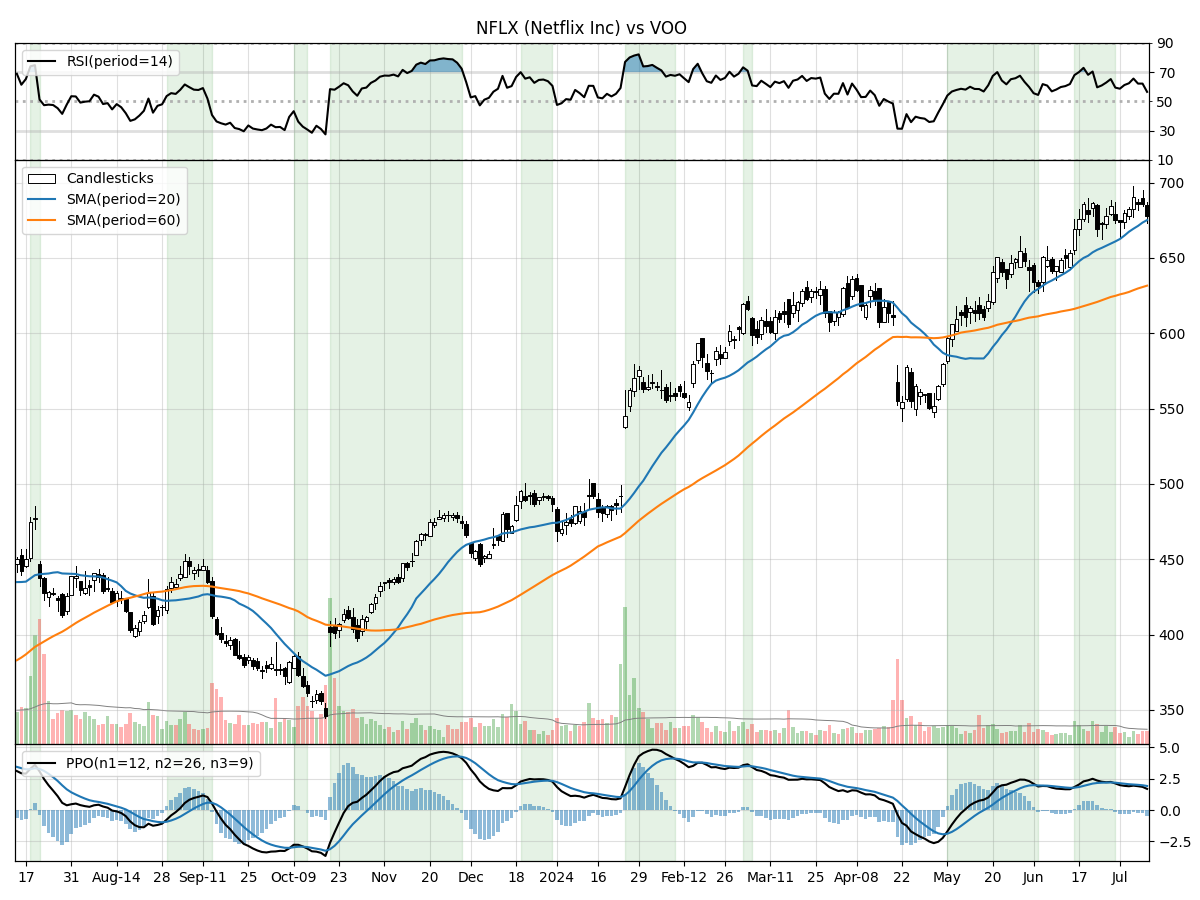 NFLX (Netflix Inc) vs VOO
RSI(period=14)
90
70
50
30
10
Candlesticks
SMA(period=20)
SMA(period=60)
700
650
600
550
500
450
400
350
PPO(n1=12, n2=26, n3=9)
5.0
2.5
0.0
−2.5
17 31 Aug-14 28 Sep-11 25 Oct-09 23 Nov 20 Dec 18 2024 16 29 Feb-12 26 Mar-11 25 Apr-08 22 May 20 Jun 17 Jul